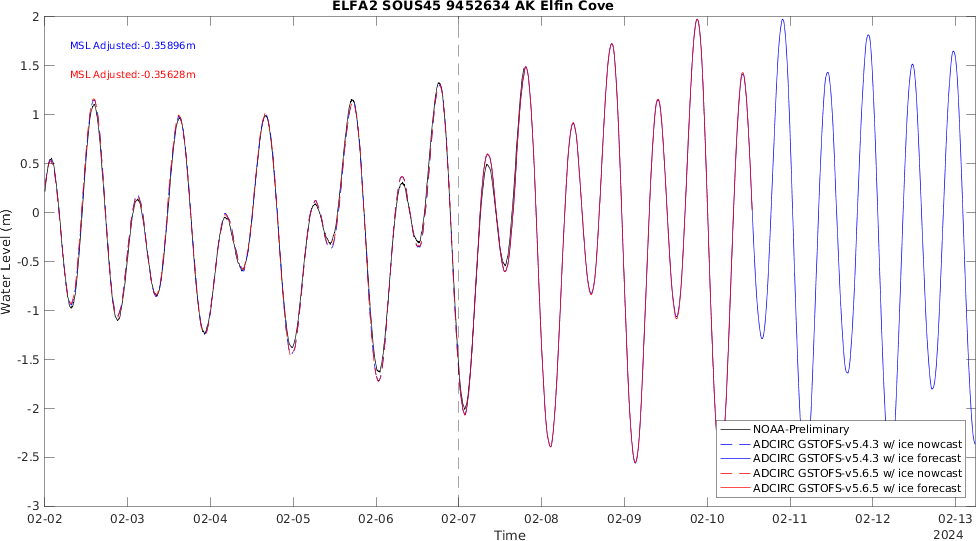 ELFA2 SOUS45 9452634 AK Elfin Cove
MSL Adjusted:-0.35896m
MSL Adjusted:-0.35628m
2
1.5
1
0.5
0
-0.5
-1
-1.5
-2
-2.5
-3
Water Level (m)
NOAA-Preliminary
ADCIRC GSTOFS-v5.4.3 w/ ice nowcast
ADCIRC GSTOFS-v5.4.3 w/ ice forecast
ADCIRC GSTOFS-v5.6.5 w/ ice nowcast
ADCIRC GSTOFS-v5.6.5 w/ ice forecast
02-02 02-03 02-04 02-05 02-06 02-07 02-08 02-09 02-10 02-11 02-12 02-13
Time
2024